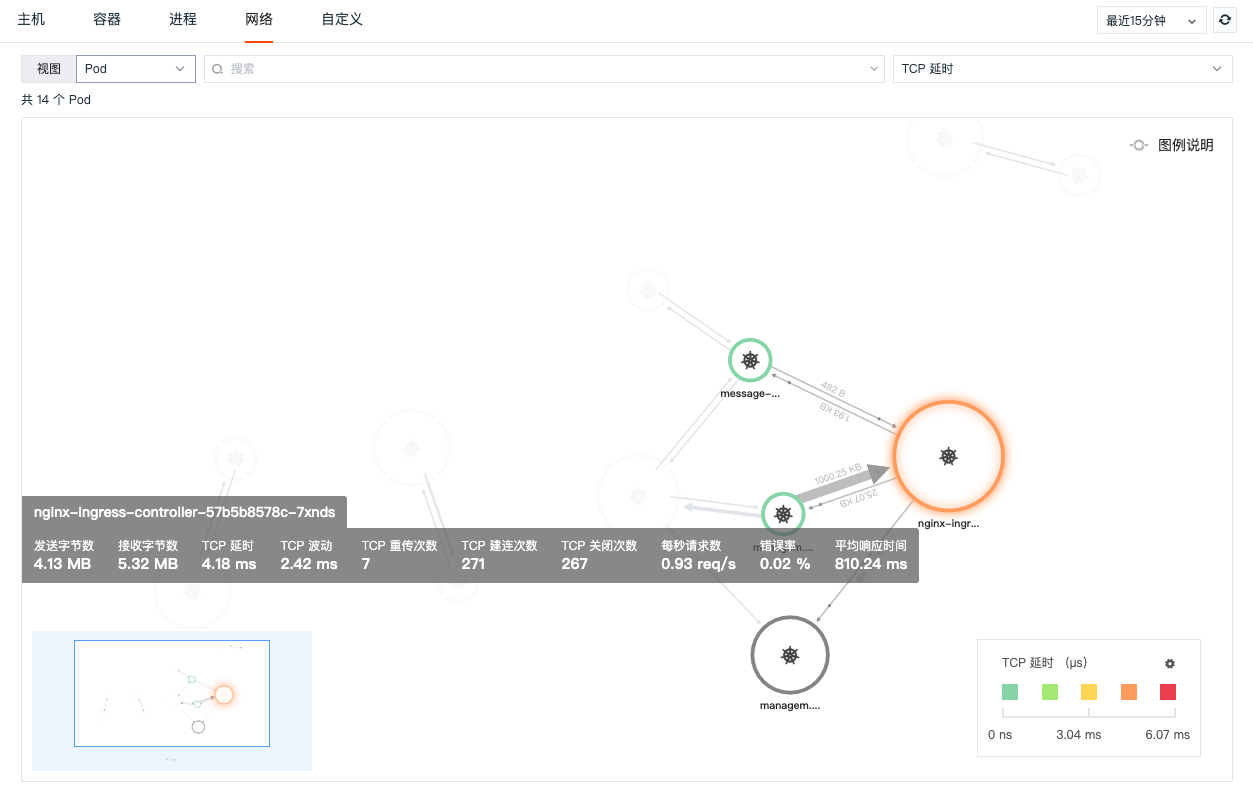 主机 容器 进程 网络 自定义 最近15分钟
视图 Pod 搜索 TCP 延时
共 14 个 Pod
图例说明
message-...
482 B
1.93 KB
1000.25 KB
25.07 KB
nginx-ingr...
nginx-ingress-controller-57b5b8578c-7xnds
发送字节数 接收字节数 TCP 延时 TCP 波动 TCP 重传次数 TCP 建连次数 TCP 关闭次数 每秒请求数 错误率 平均响应时间
4.13 MB 5.32 MB 4.18 ms 2.42 ms 7 271 267 0.93 req/s 0.02 % 810.24 ms
managem....
TCP 延时 (μs)
0 ns 3.04 ms 6.07 ms